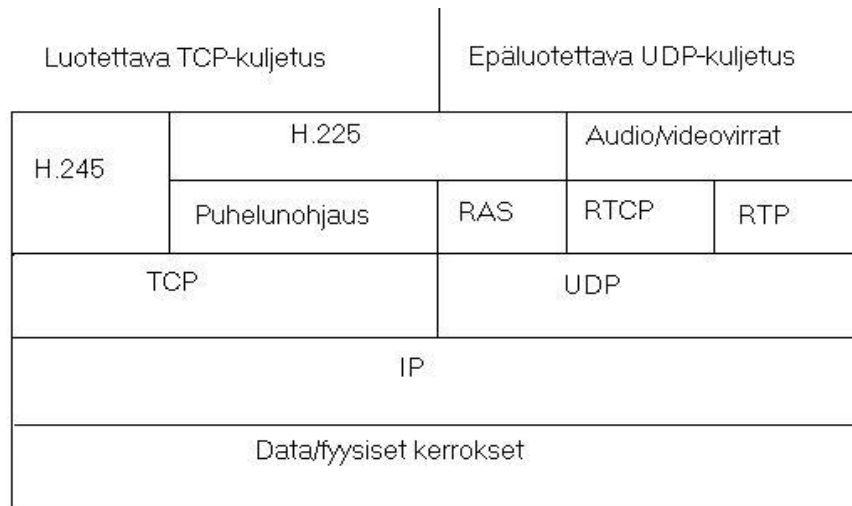 Luotettava TCP-kuljetus
Epäluotettava UDP-kuljetus
H.245
H.225
Audio/videovirrat
Puhelunohjaus
RAS
RTCP
RTP
TCP
UDP
IP
Data/fyysiset kerrokset